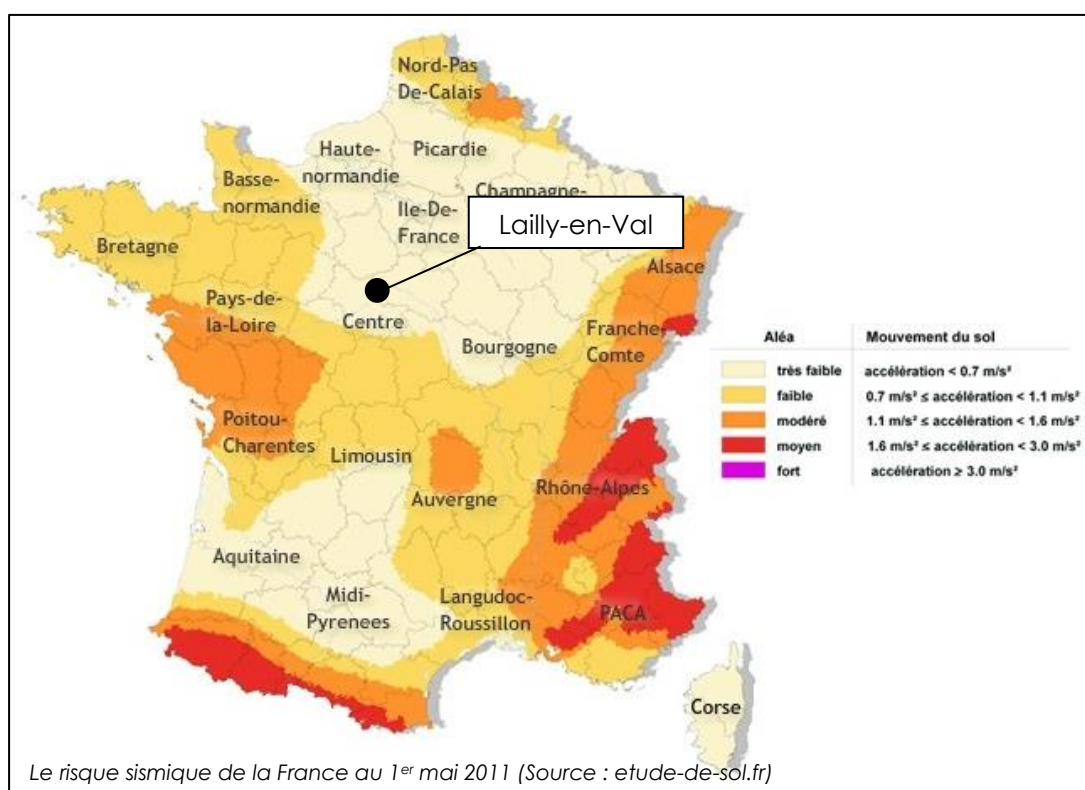 Nord-Pas
De-Calais
Haute-
normandie
Picardie
Basse-
normandie
Champagne-
Ile-De-
France
Lailly-en-Val
Bretagne
Alsace
Pays-de-
la-Loire
Centre
Bourgogne
Franche-
Comte
Poitou-
Charentes
Limousin
Auvergne
Rhône-Alpes
Aquitaine
Midi-
Pyrenees
Langudoc-
Roussillon
PACA
Corse
Aléa Mouvement du sol
très faible accélération < 0.7 m/s²
faible 0.7 m/s² ≤ accélération < 1.1 m/s²
modéré 1.1 m/s² ≤ accélération < 1.6 m/s²
moyen 1.6 m/s² ≤ accélération < 3.0 m/s²
fort accélération ≥ 3.0 m/s²
Le risque sismique de la France au 1er mai 2011 (Source : etude-de-sol.fr)